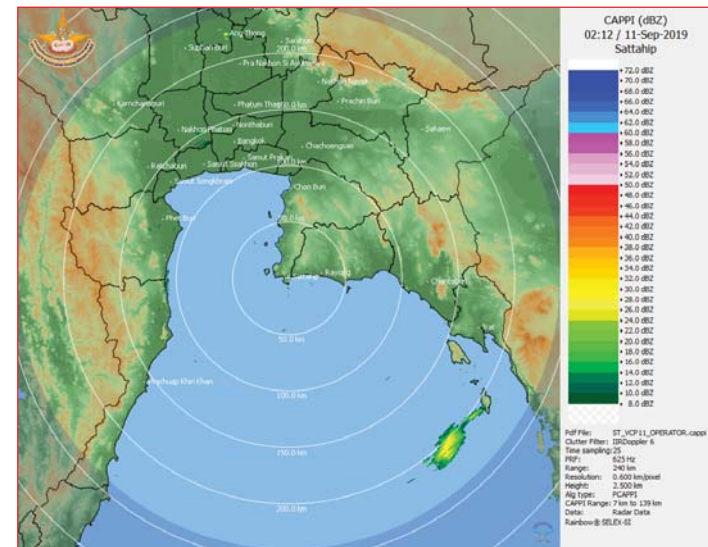 CAPPI (dBZ)
02:12 / 11-Sep-2019
Sattahip
72.0 dBZ
70.0 dBZ
68.0 dBZ
66.0 dBZ
64.0 dBZ
62.0 dBZ
60.0 dBZ
58.0 dBZ
56.0 dBZ
54.0 dBZ
52.0 dBZ
50.0 dBZ
48.0 dBZ
46.0 dBZ
44.0 dBZ
42.0 dBZ
40.0 dBZ
38.0 dBZ
36.0 dBZ
34.0 dBZ
32.0 dBZ
30.0 dBZ
28.0 dBZ
26.0 dBZ
24.0 dBZ
22.0 dBZ
20.0 dBZ
18.0 dBZ
16.0 dBZ
14.0 dBZ
12.0 dBZ
10.0 dBZ
8.0 dBZ
Pdf File: ST_VCP11_OPERATOR.cappi
Clutter Filter: IIRDoppler 6
Time sampling: 25
PRF: 625 Hz
Range: 240 km
Resolution: 0.600 km/pixel
Height: 2.500 km
Alg type: PCAPPI
CAPPI Range: 7 km to 139 km
Data: Radar Data
Rainbow® SELEX-SI
Ang Thong
Saraburi
200.0 km
Pra Nakhon Si Ayutthaya
Nakhon Nayok
Kanchanaburi
Prachin Buri
Nonthaburi
Nakhon Pathom
Sakaew
Bangkok
Chachoengsao
Samut Prakan
Ratchaburi
Samut Sakhon
Samut Songkhram
Chon Buri
Phet Buri
Rayong
Chantaburi
Trat
50.0 km
Prachuap Khiri Khan
100.0 km
150.0 km
200.0 km